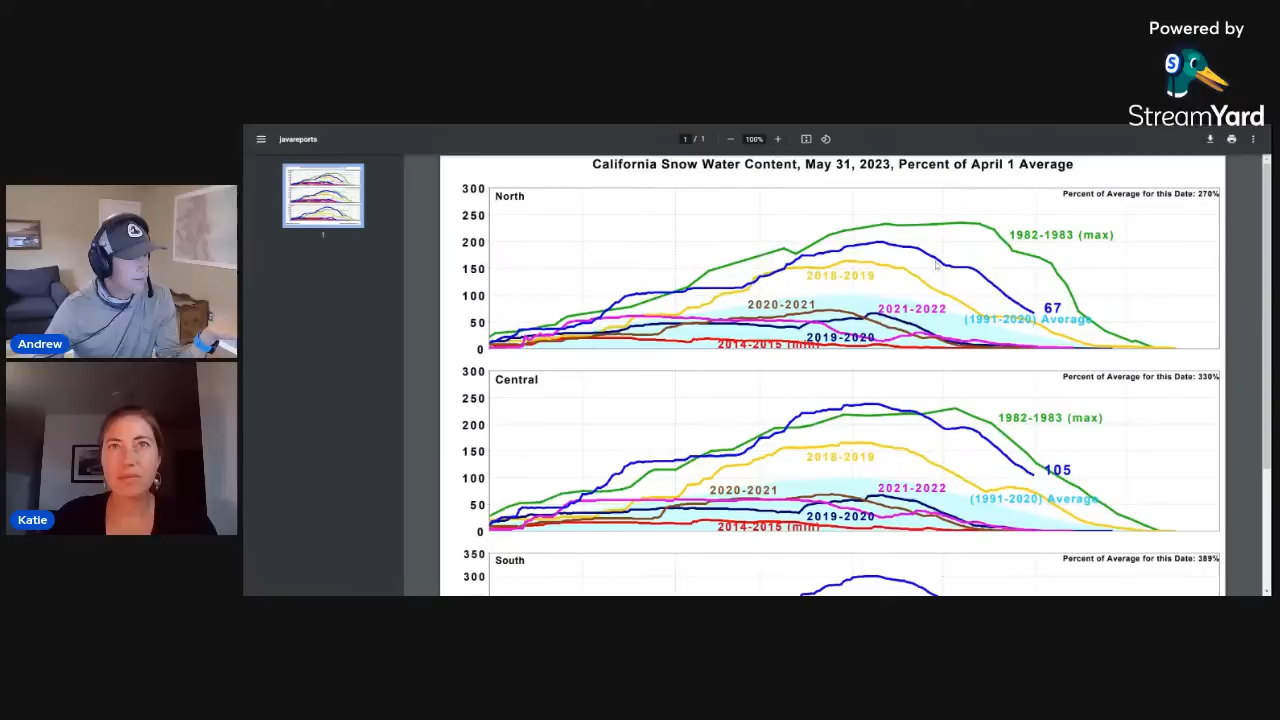 Powered by
StreamYard
javareports
1 / 1
100%
1
California Snow Water Content, May 31, 2023, Percent of April 1 Average
300
250
200
150
100
50
0
North
Percent of Average for this Date: 270%
1982-1983 (max)
2018-2019
2020-2021
2021-2022
67
(1991-2020) Average
2019-2020
2014-2015 (min)
300
250
200
150
100
50
0
Central
Percent of Average for this Date: 330%
1982-1983 (max)
2018-2019
105
2020-2021
2021-2022
(1991-2020) Average
2019-2020
2014-2015 (min)
350
300
South
Percent of Average for this Date: 389%
Andrew
Katie